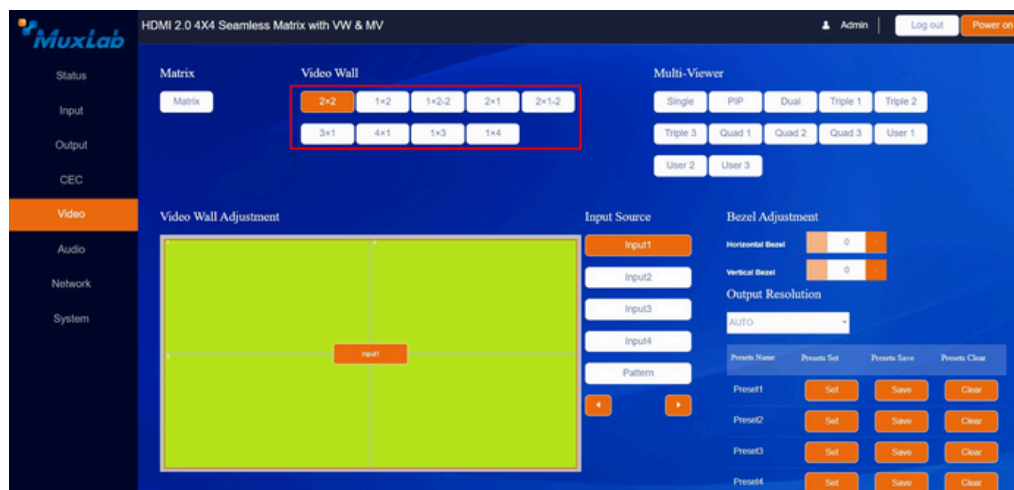 MuxLab
HDMI 2.0 4X4 Seamless Matrix with VW & MV
Admin
Log out
Power on
Status
Input
Output
CEC
Video
Audio
Network
System
Matrix
Matrix
Video Wall
2×2 1×2 1×2-2 2×1 2×1-2
3×1 4×1 1×3 1×4
Multi-Viewer
Single PIP Dual Triple 1 Triple 2
Triple 3 Quad 1 Quad 2 Quad 3 User 1
User 2 User 3
Video Wall Adjustment
1 2
3
Input1
Input Source
Input1
Input2
Input3
Input4
Pattern
Bezel Adjustment
Horizontal Bezel 0
Vertical Bezel 0
Output Resolution
AUTO
Presets Name Presets Set Presets Save Presets Clear
Preset1 Set Save Clear
Preset2 Set Save Clear
Preset3 Set Save Clear
Preset4 Set Save Clear